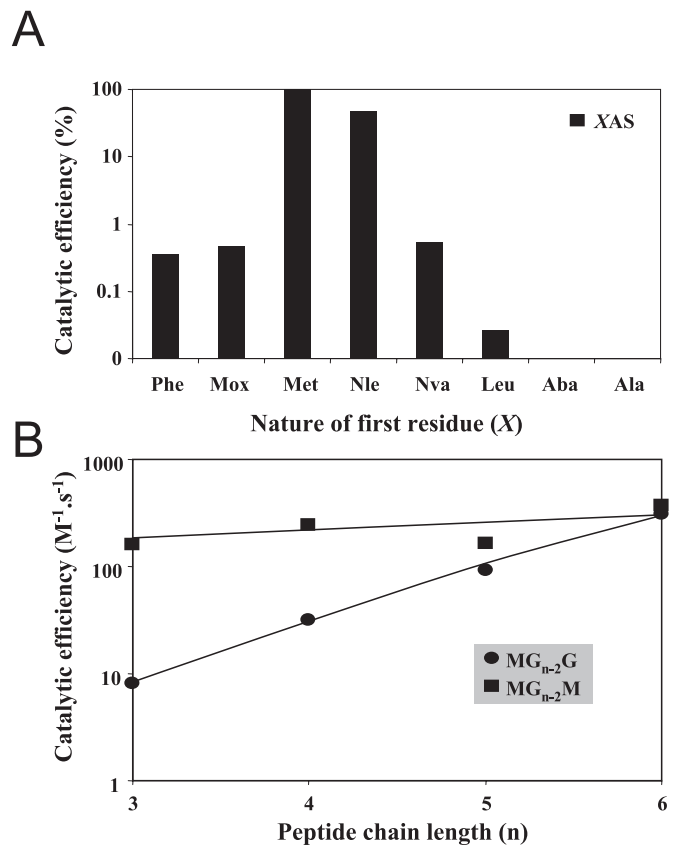 A
Catalytic efficiency (%)
100
10
1
0.1
0
XAS
Phe Mox Met Nle Nva Leu Aba Ala
Nature of first residue (X)
B
Catalytic efficiency (M⁻¹.s⁻¹)
1000
100
10
1
MGₙ₋₂G
MGₙ₋₂M
3 4 5 6
Peptide chain length (n)